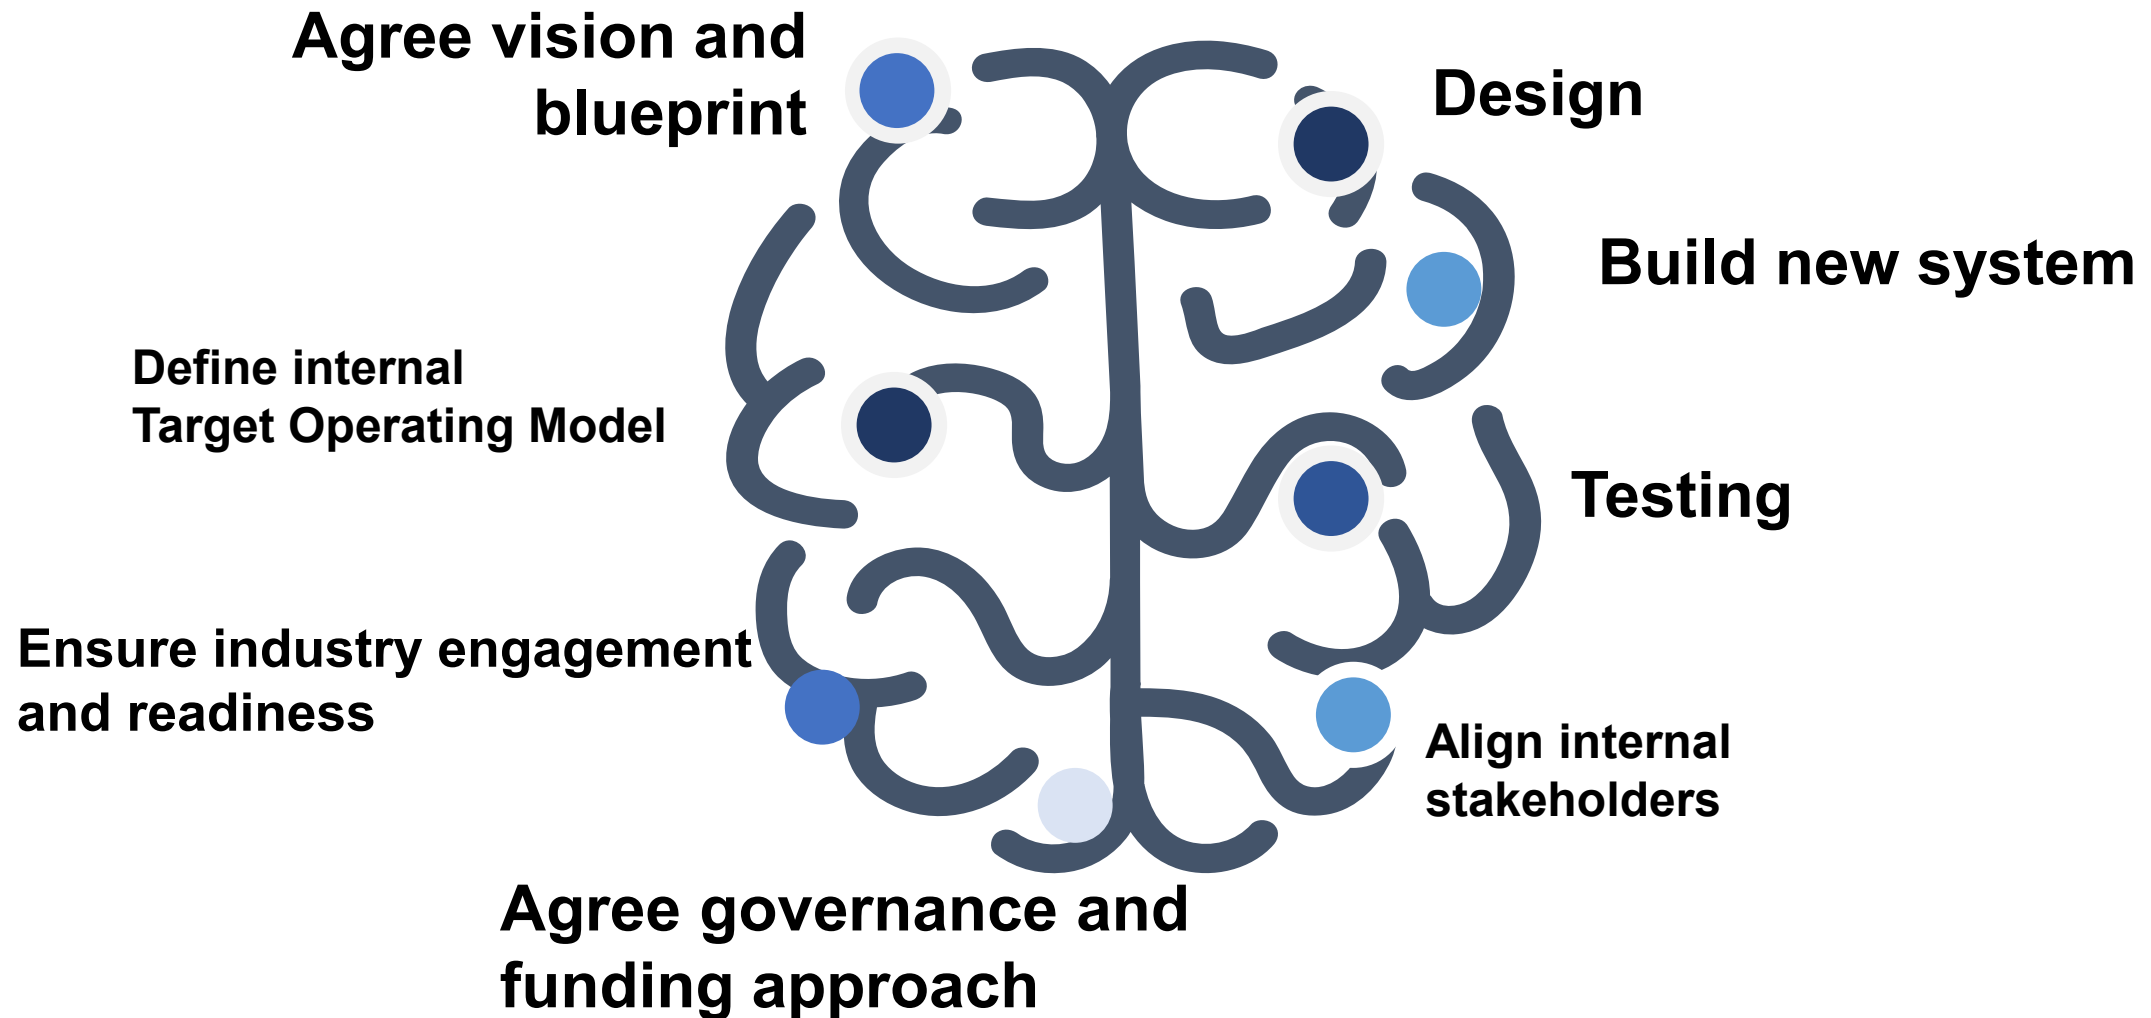 Agree vision and
blueprint
Design
Build new system
Define internal
Target Operating Model
Testing
Ensure industry engagement
and readiness
Align internal
stakeholders
Agree governance and
funding approach